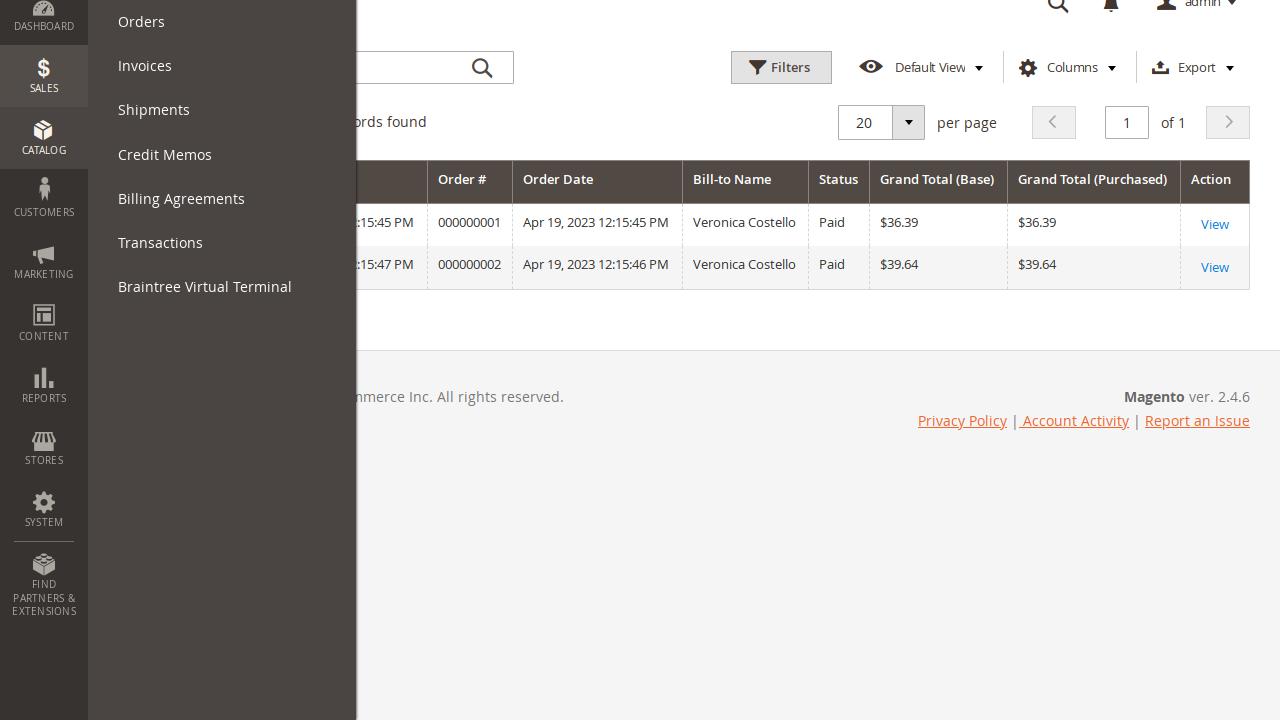 DASHBOARD
SALES
CATALOG
CUSTOMERS
MARKETING
CONTENT
REPORTS
STORES
SYSTEM
FIND
PARTNERS &
EXTENSIONS
Orders
Invoices
Shipments
Credit Memos
Billing Agreements
Transactions
Braintree Virtual Terminal
admin
Filters
Default View
Columns
Export
found
20
per page
1
of 1
Order # Order Date Bill-to Name Status Grand Total (Base) Grand Total (Purchased) Action
:15:45 PM 000000001 Apr 19, 2023 12:15:45 PM Veronica Costello Paid $36.39 $36.39 View
:15:47 PM 000000002 Apr 19, 2023 12:15:46 PM Veronica Costello Paid $39.64 $39.64 View
Inc. All rights reserved.
Magento ver. 2.4.6
Privacy Policy | Account Activity | Report an Issue